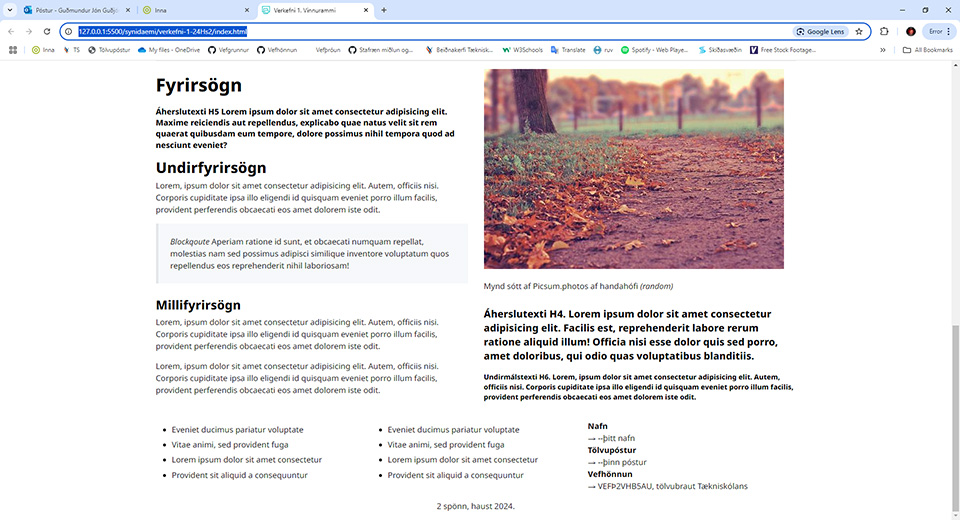 Póstur - Guðmundur Jón Guðjó
Inna
Verkefni 1. Vinnurammi
127.0.0.1:5500/synidaemi/verkefni-1-24Hs2/index.html
Google Lens
Error
Inna
TS
Tölvupóstur
My files - OneDrive
Vefgrunnur
Vefhönnun
Vefþróun
Stafræn miðlun og...
Beiðnakerfi Tæknisk...
W3Schools
Translate
ruv
Spotify - Web Playe...
Skiðasvæðin
Free Stock Footage...
All Bookmarks
Fyrirsögn
Áherslutexti H5 Lorem ipsum dolor sit amet consectetur adipisicing elit.
Maxime reiciendis aut repellendus, explicabo quae natus velit sit rem
quaerat quibusdam eum tempore, dolore possimus nihil tempora quod ad
nesciunt eveniet?
Undirfyrirsögn
Lorem, ipsum dolor sit amet consectetur adipisicing elit. Autem, officiis nisi.
Corporis cupiditate ipsa illo eligendi id quisquam eveniet porro illum facilis,
provident perferendis obcaecati eos amet dolorem iste odit.
Blockqoute Aperiam ratione id sunt, et obcaecati numquam repellat,
molestias nam sed possimus adipisci similique inventore voluptatum quos
repellendus eos reprehenderit nihil laboriosam!
Millifyrirsögn
Lorem, ipsum dolor sit amet consectetur adipisicing elit. Autem, officiis nisi.
Corporis cupiditate ipsa illo eligendi id quisquam eveniet porro illum facilis,
provident perferendis obcaecati eos amet dolorem iste odit.
Lorem, ipsum dolor sit amet consectetur adipisicing elit. Autem, officiis nisi.
Corporis cupiditate ipsa illo eligendi id quisquam eveniet porro illum facilis,
provident perferendis obcaecati eos amet dolorem iste odit.
Mynd sótt af Picsum.photos af handahófi (random)
Áherslutexti H4. Lorem ipsum dolor sit amet consectetur
adipisicing elit. Facilis est, reprehenderit labore rerum
ratione aliquid illum! Officia nisi esse dolor quis sed porro,
amet doloribus, qui odio quas voluptatibus blanditiis.
Undirmálstexti H6. Lorem, ipsum dolor sit amet consectetur adipisicing elit. Autem,
officiis nisi. Corporis cupiditate ipsa illo eligendi id quisquam eveniet porro illum facilis,
provident perferendis obcaecati eos amet dolorem iste odit.
• Eveniet ducimus pariatur voluptate
• Vitae animi, sed provident fuga
• Lorem ipsum dolor sit amet consectetur
• Provident sit aliquid a consequuntur
• Eveniet ducimus pariatur voluptate
• Vitae animi, sed provident fuga
• Lorem ipsum dolor sit amet consectetur
• Provident sit aliquid a consequuntur
Nafn
→ --þitt nafn
Tölvupóstur
→ --þinn póstur
Vefhönnun
→ VEFÞ2VHB5AU, tölvubraut Tækniskólans
2 spönn, haust 2024.